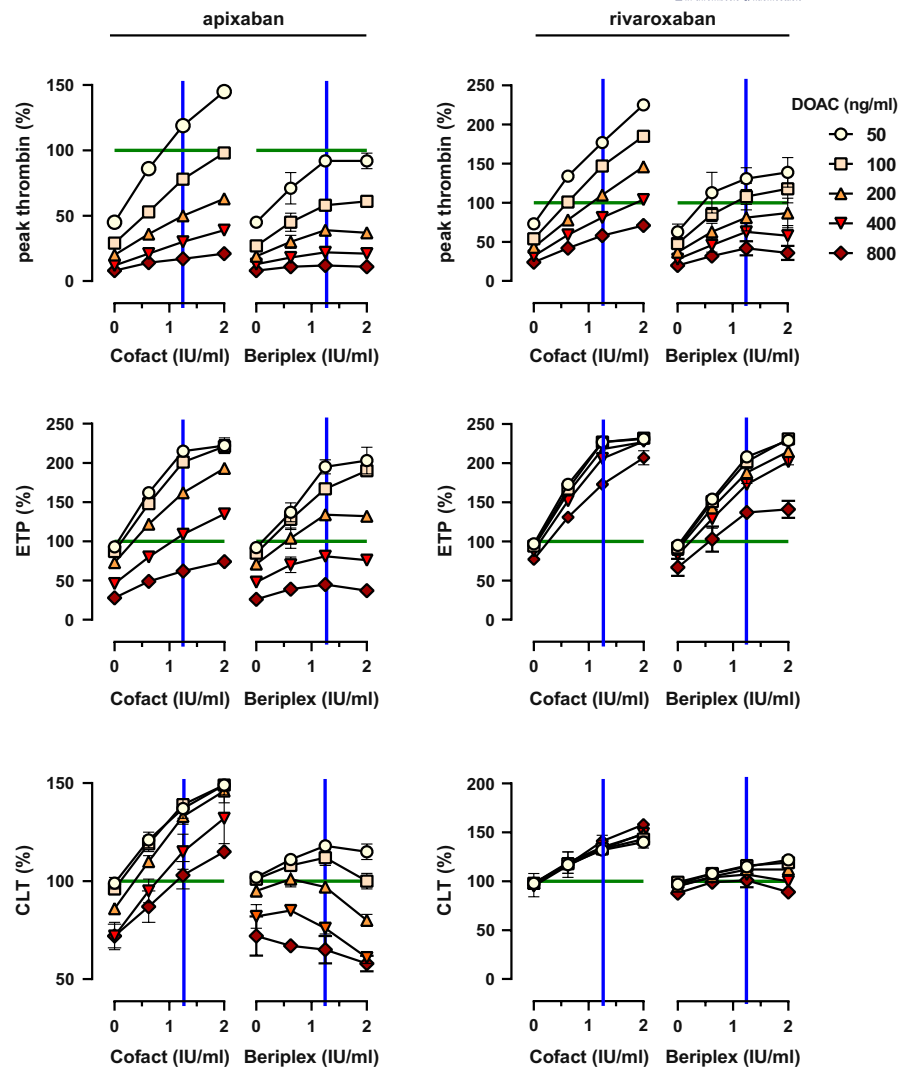 apixaban
rivaroxaban
peak thrombin (%)
150
100
50
0
0 1 2
Cofact (IU/ml)
0 1 2
Beriplex (IU/ml)
peak thrombin (%)
250
200
150
100
50
0
0 1 2
Cofact (IU/ml)
0 1 2
Beriplex (IU/ml)
DOAC (ng/ml)
50
100
200
400
800
ETP (%)
250
200
150
100
50
0
0 1 2
Cofact (IU/ml)
0 1 2
Beriplex (IU/ml)
ETP (%)
250
200
150
100
50
0
0 1 2
Cofact (IU/ml)
0 1 2
Beriplex (IU/ml)
CLT (%)
150
100
50
0 1 2
Cofact (IU/ml)
0 1 2
Beriplex (IU/ml)
CLT (%)
200
150
100
50
0
0 1 2
Cofact (IU/ml)
0 1 2
Beriplex (IU/ml)